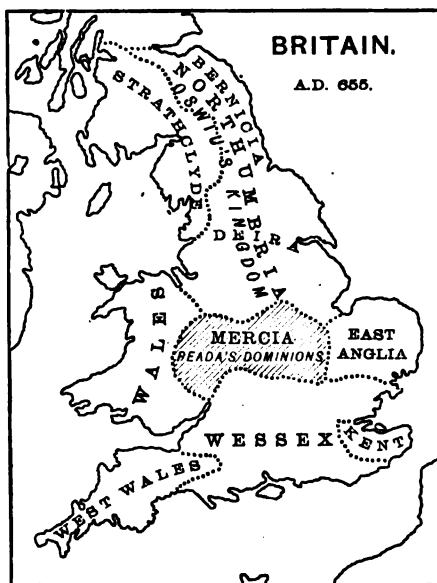 BRITAIN.
A.D. 655.
STRATHCLYDE
BERNICIA
NORTHUMBRIA
OSWIU'S KINGDOM
DEIRA
WALES
MERCIA
PEADA'S DOMINIONS
EAST
ANGLIA
WESSEX
KENT
WEST WALES